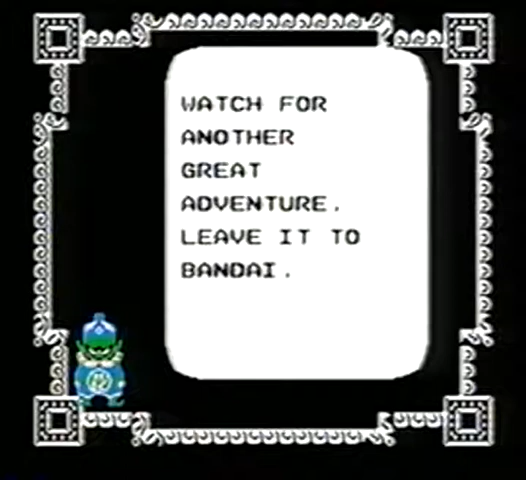 WATCH FOR
ANOTHER
GREAT
ADVENTURE.
LEAVE IT TO
BANDAI.